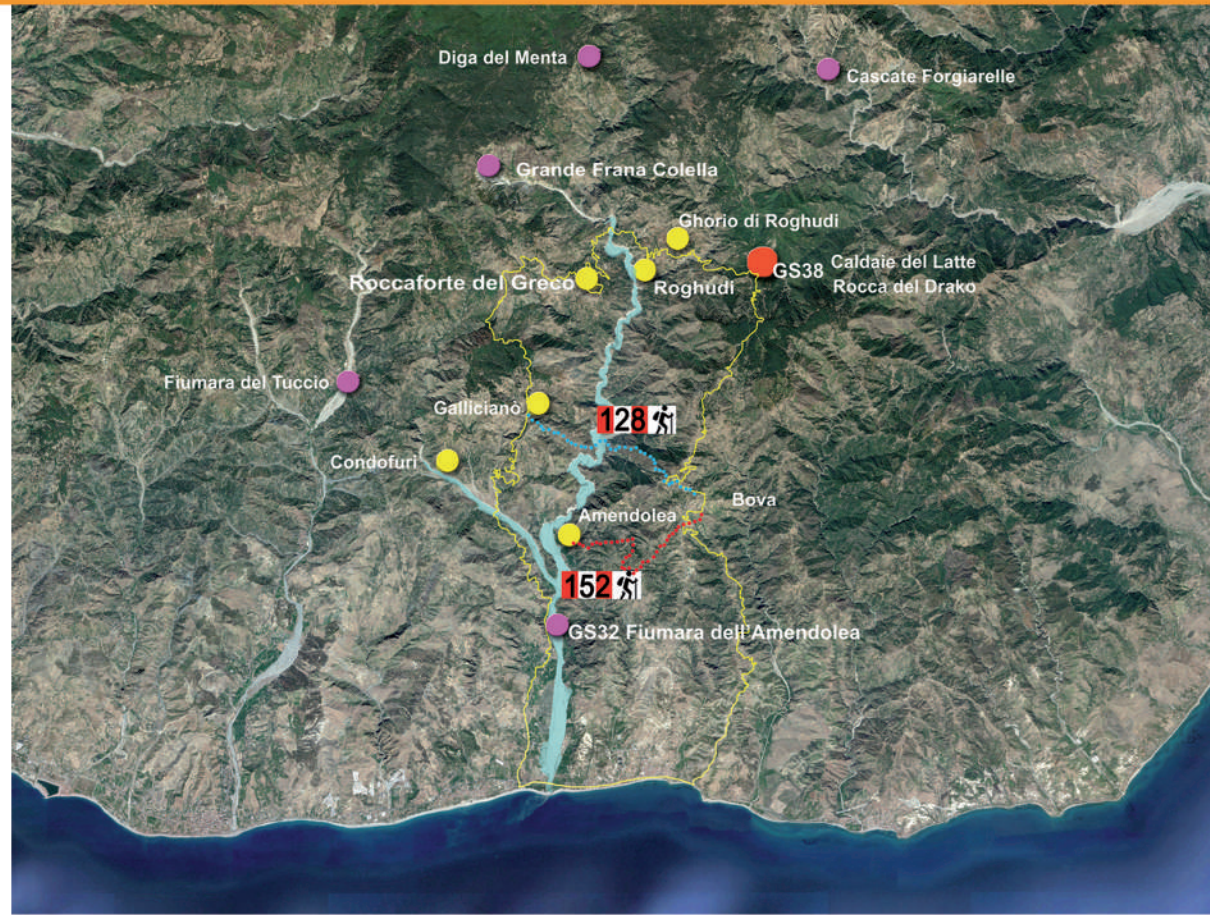 Diga del Menta
Cascate Forgiarelle
Grande Frana Colella
Ghorio di Roghudi
GS38
Caldaie del Latte
Rocca del Drako
Roccaforte del Greco
Roghudi
Fiumara del Tuccio
Gallicianò
128
Condofuri
Bova
Amendolea
152
GS32 Fiumara dell'Amendolea